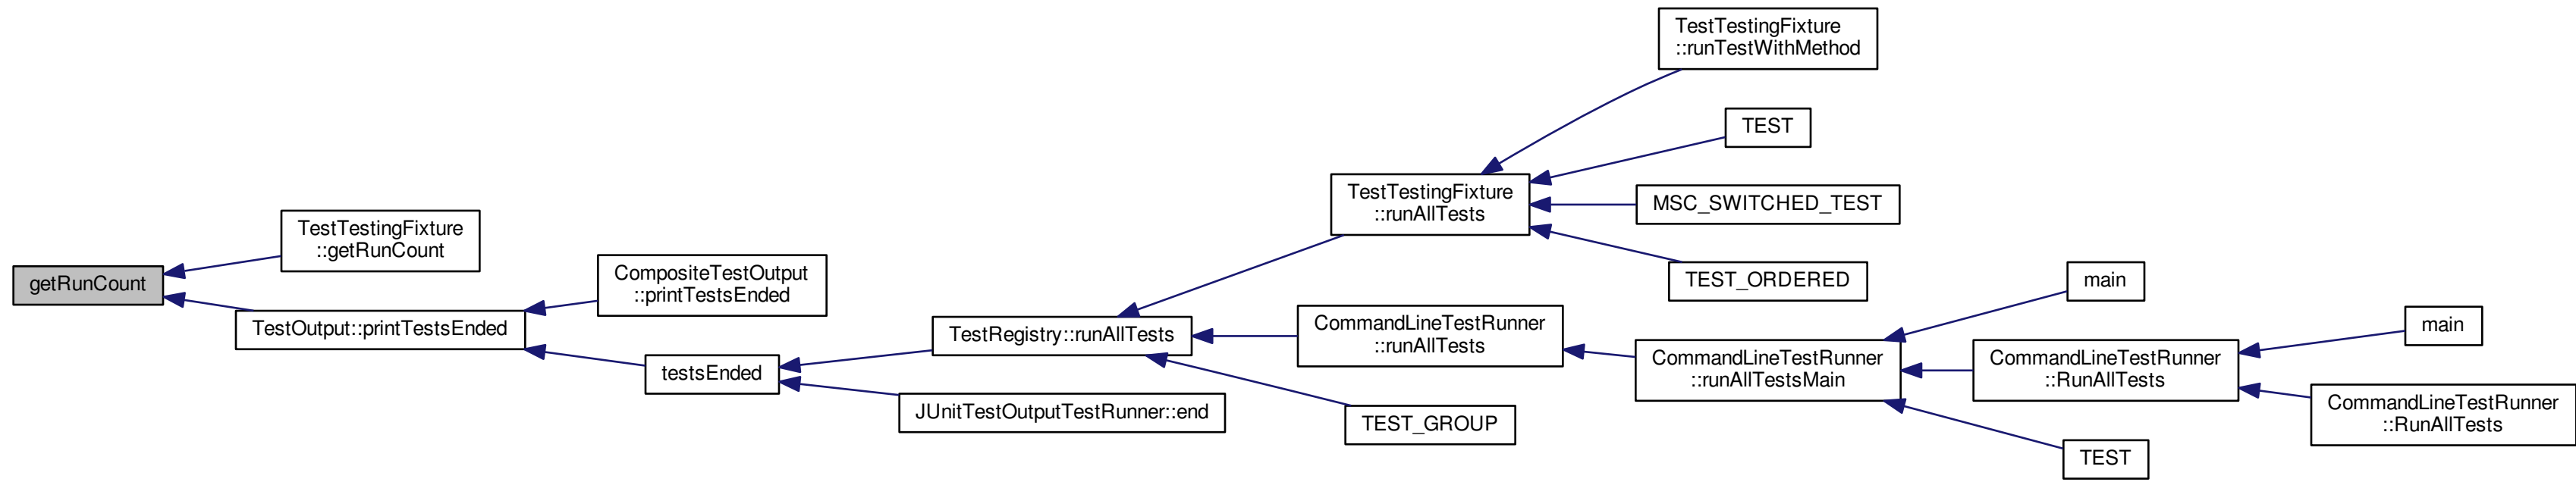 getRunCount
TestTestingFixture
::getRunCount
TestOutput::printTestsEnded
CompositeTestOutput
::printTestsEnded
testsEnded
TestRegistry::runAllTests
JUnitTestOutputTestRunner::end
TestTestingFixture
::runAllTests
CommandLineTestRunner
::runAllTests
TEST_GROUP
TestTestingFixture
::runTestWithMethod
TEST
MSC_SWITCHED_TEST
TEST_ORDERED
CommandLineTestRunner
::runAllTestsMain
main
CommandLineTestRunner
::RunAllTests
TEST
main
CommandLineTestRunner
::RunAllTests